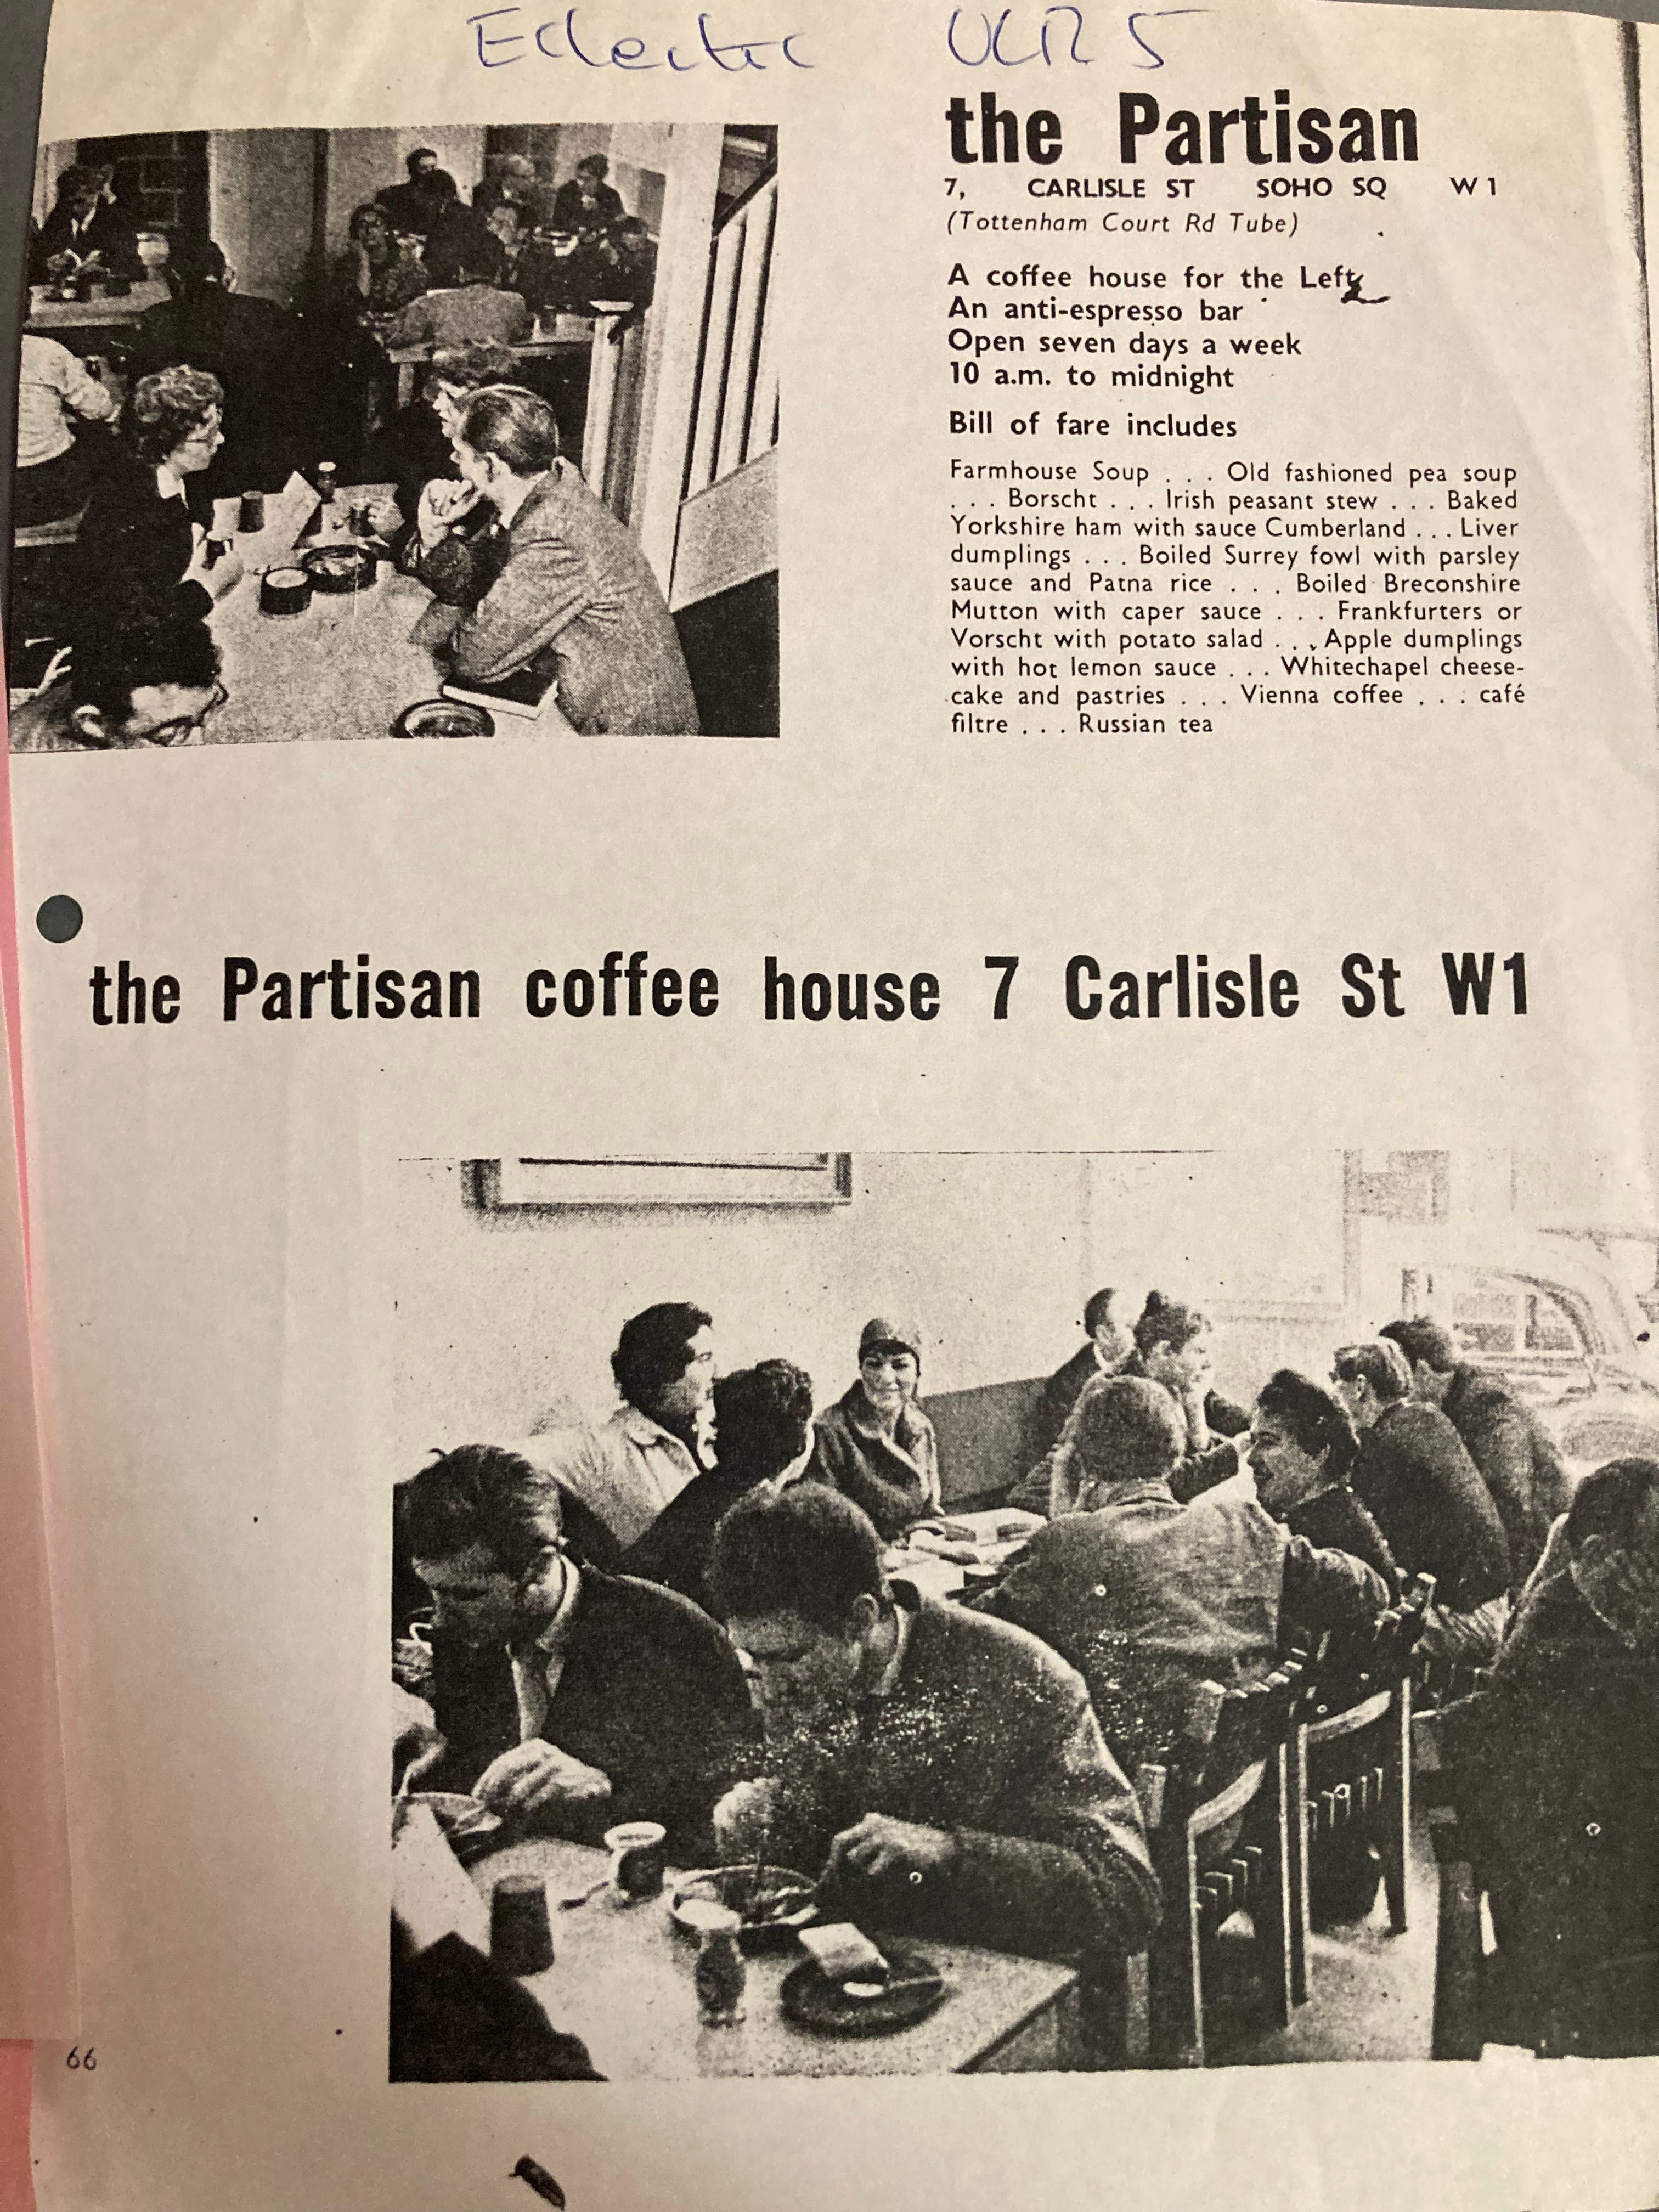 Eclectic ULR 5
the Partisan
7, CARLISLE ST SOHO SQ W1
(Tottenham Court Rd Tube)
A coffee house for the Left
An anti-espresso bar
Open seven days a week
10 a.m. to midnight
Bill of fare includes
Farmhouse Soup . . . Old fashioned pea soup
. . . Borscht . . . Irish peasant stew . . . Baked
Yorkshire ham with sauce Cumberland . . . Liver
dumplings . . . Boiled Surrey fowl with parsley
sauce and Patna rice . . . Boiled Breconshire
Mutton with caper sauce . . . Frankfurters or
Vorscht with potato salad . . . Apple dumplings
with hot lemon sauce . . . Whitechapel cheese-
cake and pastries . . . Vienna coffee . . . café
filtre . . . Russian tea
the Partisan coffee house 7 Carlisle St W1
66